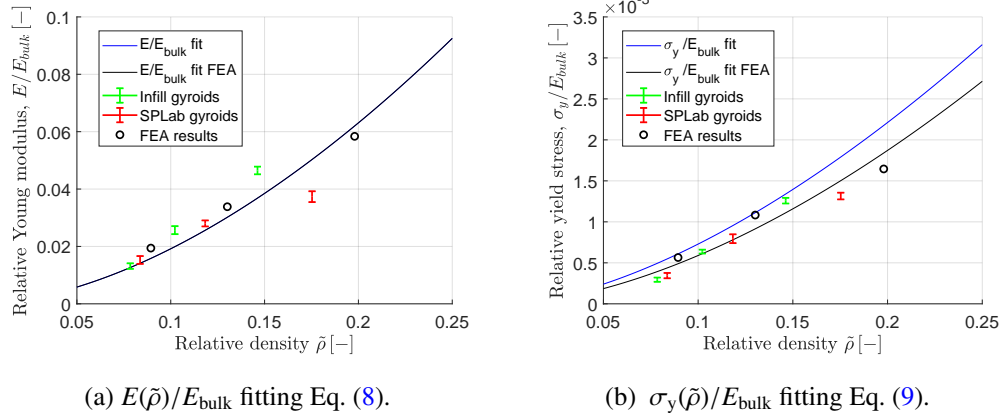 Relative Young modulus, E/E_bulk [−]
0.1
0.08
0.06
0.04
0.02
0
E/E_bulk fit
E/E_bulk fit FEA
Infill gyroids
SPLab gyroids
FEA results
0.05 0.1 0.15 0.2 0.25
Relative density ρ̃ [−]
(a) E(ρ̃)/E_bulk fitting Eq. (8).
Relative yield stress, σ_y/E_bulk [−]
3.5
3
2.5
2
1.5
1
0.5
0
σ_y /E_bulk fit
σ_y /E_bulk fit FEA
Infill gyroids
SPLab gyroids
FEA results
0.05 0.1 0.15 0.2 0.25
Relative density ρ̃ [−]
(b) σ_y(ρ̃)/E_bulk fitting Eq. (9).